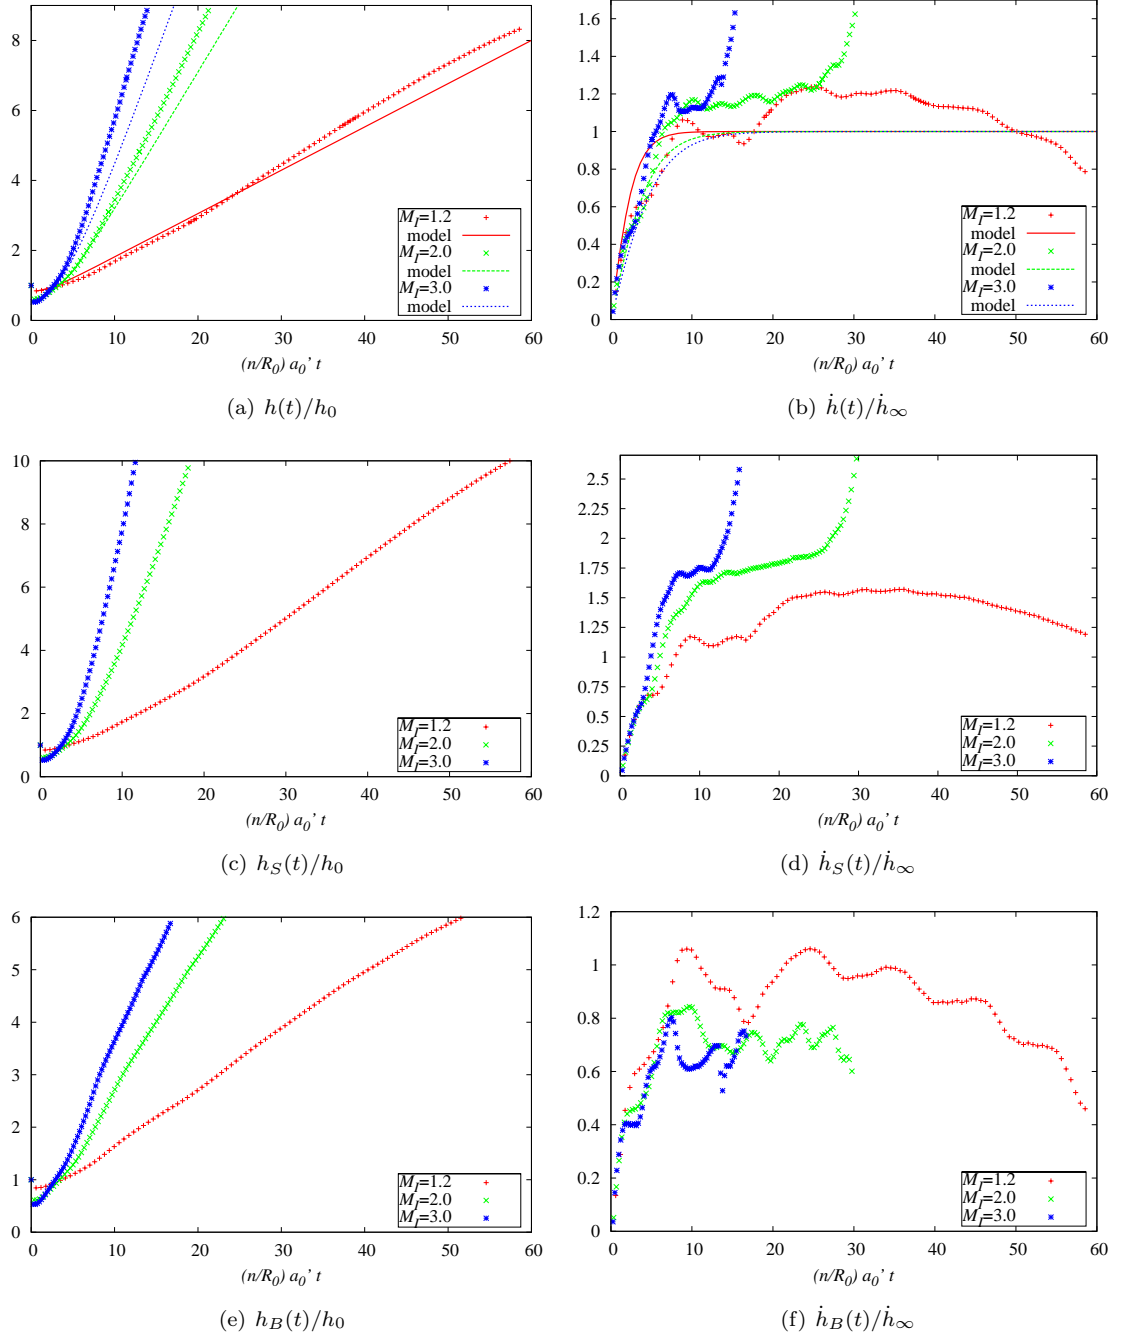 8
6
4
2
0
0
10
20
30
40
50
60
M_I=1.2
model
M_I=2.0
model
M_I=3.0
model
(n/R_0) a_0' t
(a) h(t)/h_0
1.6
1.4
1.2
1
0.8
0.6
0.4
0.2
0
0
10
20
30
40
50
60
M_I=1.2
model
M_I=2.0
model
M_I=3.0
model
(n/R_0) a_0' t
(b) ḣ(t)/ḣ_∞
10
8
6
4
2
0
0
10
20
30
40
50
60
M_I=1.2
M_I=2.0
M_I=3.0
(n/R_0) a_0' t
(c) h_S(t)/h_0
2.5
2.25
2
1.75
1.5
1.25
1
0.75
0.5
0.25
0
0
10
20
30
40
50
60
M_I=1.2
M_I=2.0
M_I=3.0
(n/R_0) a_0' t
(d) ḣ_S(t)/ḣ_∞
6
5
4
3
2
1
0
0
10
20
30
40
50
60
M_I=1.2
M_I=2.0
M_I=3.0
(n/R_0) a_0' t
(e) h_B(t)/h_0
1.2
1
0.8
0.6
0.4
0.2
0
0
10
20
30
40
50
60
M_I=1.2
M_I=2.0
M_I=3.0
(n/R_0) a_0' t
(f) ḣ_B(t)/ḣ_∞